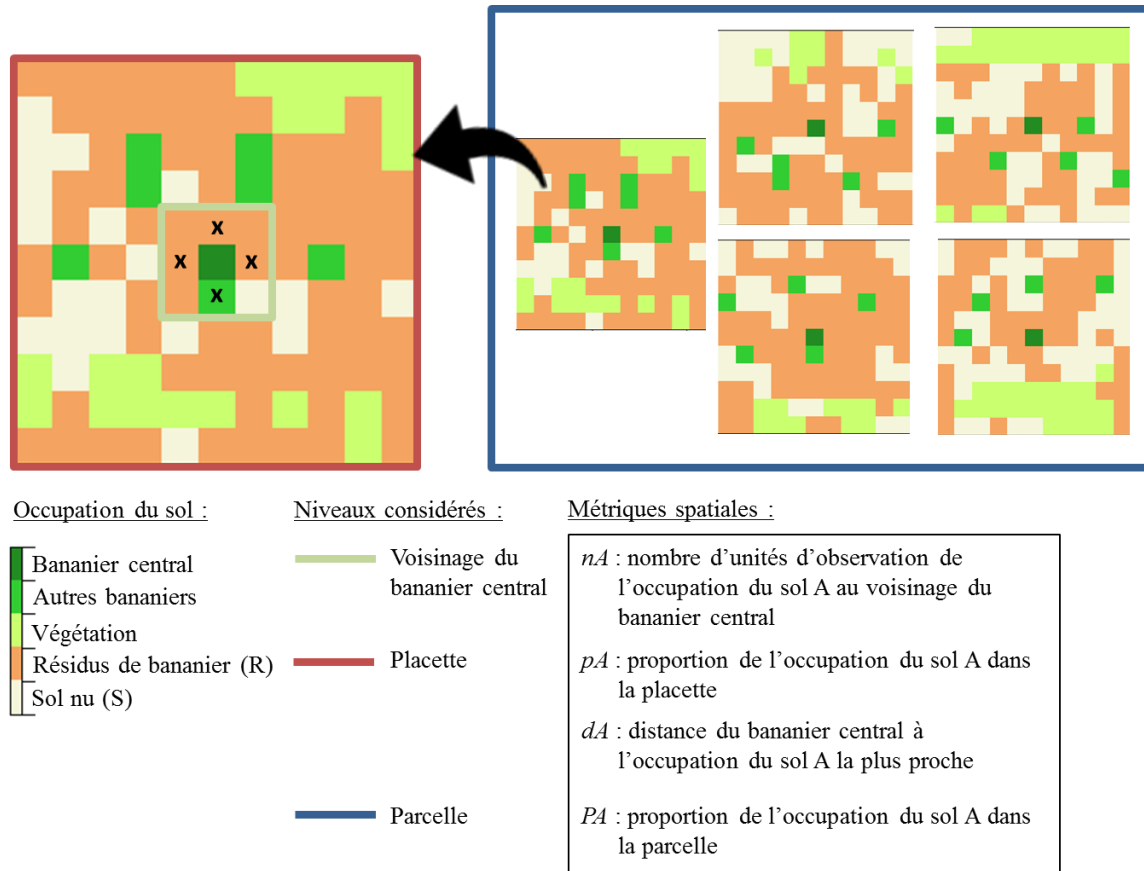 x
x
x
x
Occupation du sol :
Bananier central
Autres bananiers
Végétation
Résidus de bananier (R)
Sol nu (S)
Niveaux considérés :
Voisinage du
bananier central
Placette
Parcelle
Métriques spatiales :
nA : nombre d’unités d’observation de
l’occupation du sol A au voisinage du
bananier central
pA : proportion de l’occupation du sol A dans
la placette
dA : distance du bananier central à
l’occupation du sol A la plus proche
PA : proportion de l’occupation du sol A dans
la parcelle